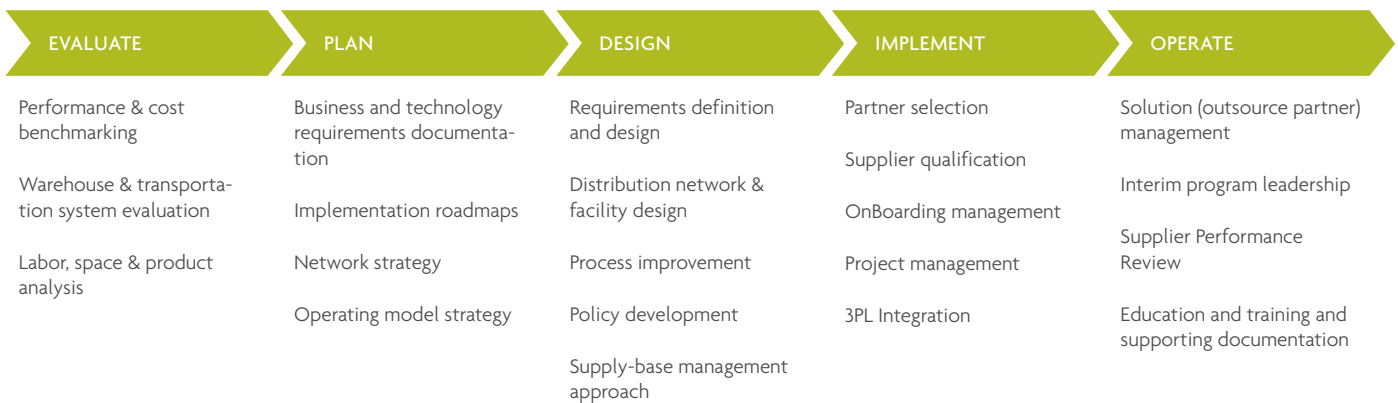 EVALUATE
Performance & cost
benchmarking
Warehouse & transporta-
tion system evaluation
Labor, space & product
analysis
PLAN
Business and technology
requirements documenta-
tion
Implementation roadmaps
Network strategy
Operating model strategy
DESIGN
Requirements definition
and design
Distribution network &
facility design
Process improvement
Policy development
Supply-base management
approach
IMPLEMENT
Partner selection
Supplier qualification
OnBoarding management
Project management
3PL Integration
OPERATE
Solution (outsource partner)
management
Interim program leadership
Supplier Performance
Review
Education and training and
supporting documentation